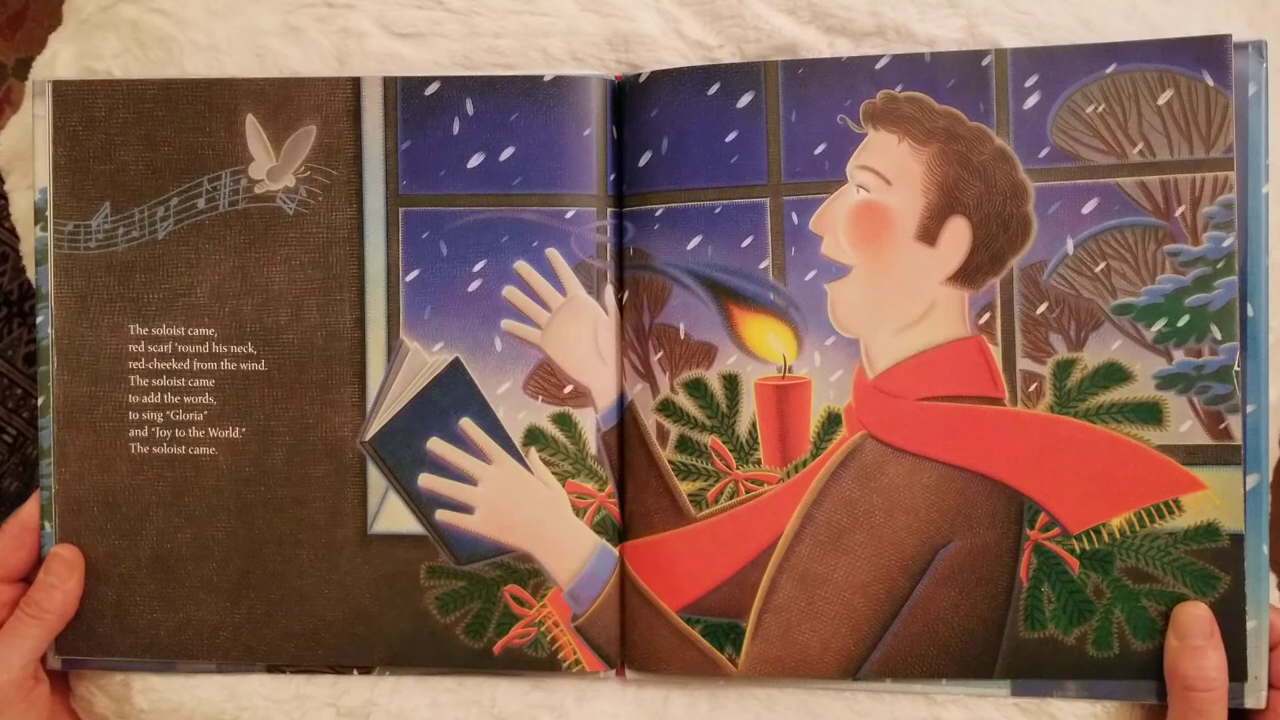 The soloist came,
red scarf 'round his neck,
red-cheeked from the wind.
The soloist came
to add the words,
to sing "Gloria"
and "Joy to the World."
The soloist came.